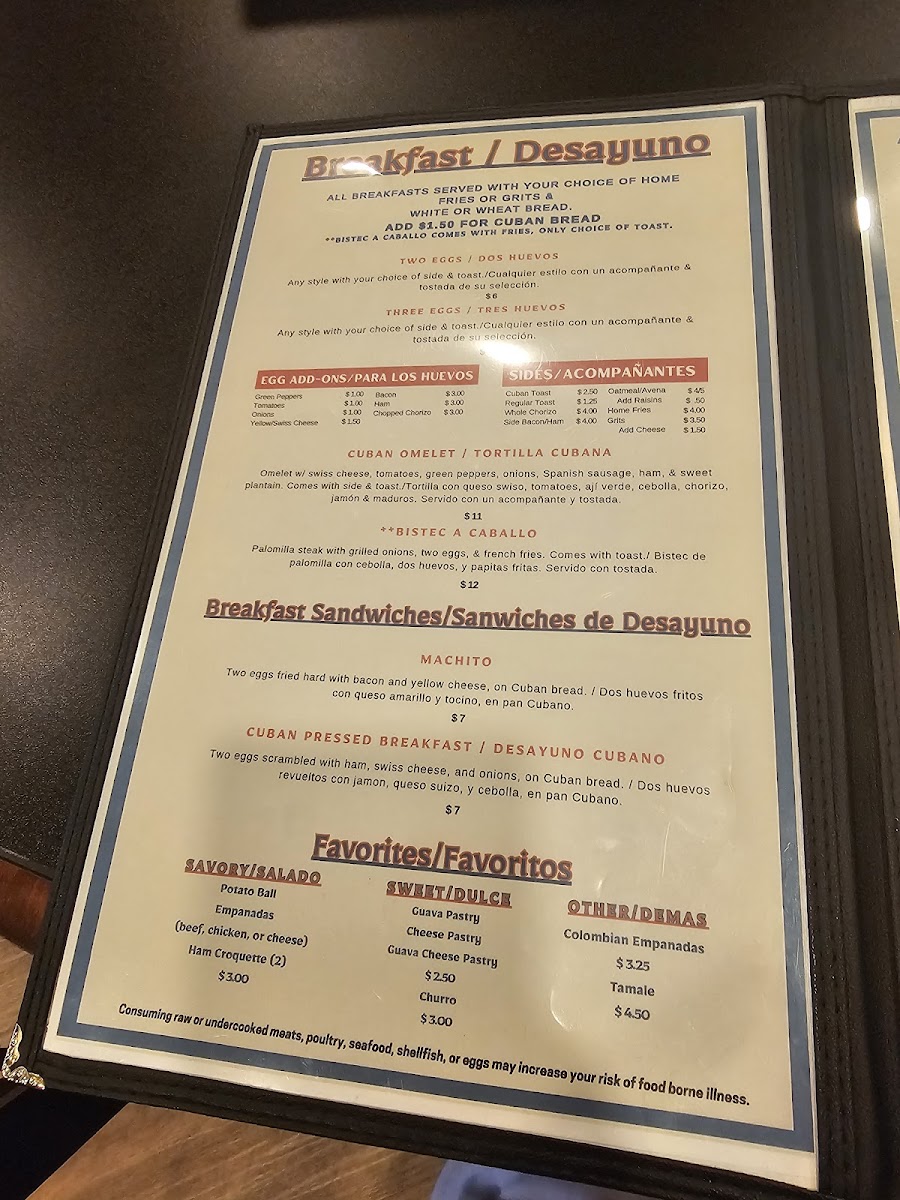 Breakfast / Desayuno
ALL BREAKFASTS SERVED WITH YOUR CHOICE OF HOME
FRIES OR GRITS &
WHITE OR WHEAT BREAD.
ADD $1.50 FOR CUBAN BREAD
**BISTEC A CABALLO COMES WITH FRIES, ONLY CHOICE OF TOAST.
TWO EGGS / DOS HUEVOS
Any style with your choice of side & toast./Cualquier estilo con un acompañante &
tostada de su selección.
$6
THREE EGGS / TRES HUEVOS
Any style with your choice of side & toast./Cualquier estilo con un acompañante &
tostada de su selección.
EGG ADD-ONS/PARA LOS HUEVOS
Green Peppers $1.00 Bacon $3.00
Tomatoes $1.00 Ham $3.00
Onions $1.00 Chopped Chorizo $3.00
Yellow/Swiss Cheese $1.50
SIDES/ACOMPAÑANTES
Cuban Toast $2.50 Oatmeal/Avena $4/5
Regular Toast $1.25 Add Raisins $ .50
Whole Chorizo $4.00 Home Fries $4.00
Side Bacon/Ham $4.00 Grits $3.50
Add Cheese $1.50
CUBAN OMELET / TORTILLA CUBANA
Omelet w/ swiss cheese, tomatoes, green peppers, onions, Spanish sausage, ham, & sweet
plantain. Comes with side & toast./Tortilla con queso swiso, tomatoes, ají verde, cebolla, chorizo,
jamón & maduros. Servido con un acompañante y tostada.
$11
**BISTEC A CABALLO
Palomilla steak with grilled onions, two eggs, & french fries. Comes with toast./ Bistec de
palomilla con cebolla, dos huevos, y papitas fritas. Servido con tostada.
$12
Breakfast Sandwiches/Sanwiches de Desayuno
MACHITO
Two eggs fried hard with bacon and yellow cheese, on Cuban bread. / Dos huevos fritos
con queso amarillo y tocino, en pan Cubano.
$7
CUBAN PRESSED BREAKFAST / DESAYUNO CUBANO
Two eggs scrambled with ham, swiss cheese, and onions, on Cuban bread. / Dos huevos
revueltos con jamon, queso suizo, y cebolla, en pan Cubano.
$7
Favorites/Favoritos
SAVORY/SALADO
Potato Ball
Empanadas
(beef, chicken, or cheese)
Ham Croquette (2)
$3.00
SWEET/DULCE
Guava Pastry
Cheese Pastry
Guava Cheese Pastry
$2.50
Churro
$3.00
OTHER/DEMAS
Colombian Empanadas
$3.25
Tamale
$4.50
Consuming raw or undercooked meats, poultry, seafood, shellfish, or eggs may increase your risk of food borne illness.